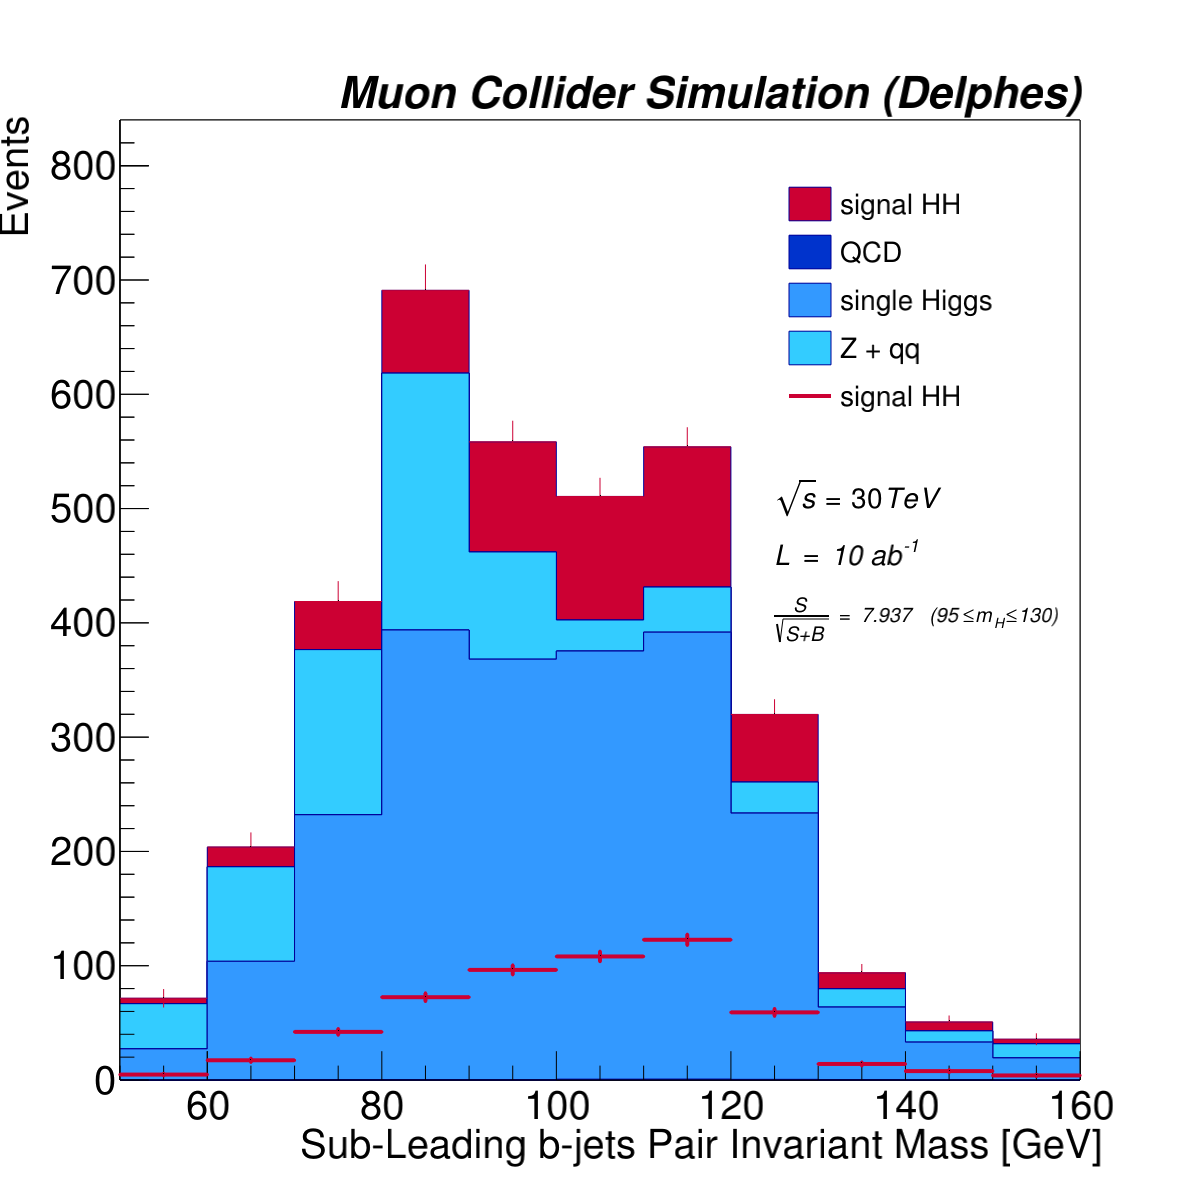 Muon Collider Simulation (Delphes)
Events
800
700
600
500
400
300
200
100
0
signal HH
QCD
single Higgs
Z + qq
signal HH
√s = 30 TeV
L = 10 ab⁻¹
S/√S+B = 7.937 (95≤m_H≤130)
60 80 100 120 140 160
Sub-Leading b-jets Pair Invariant Mass [GeV]